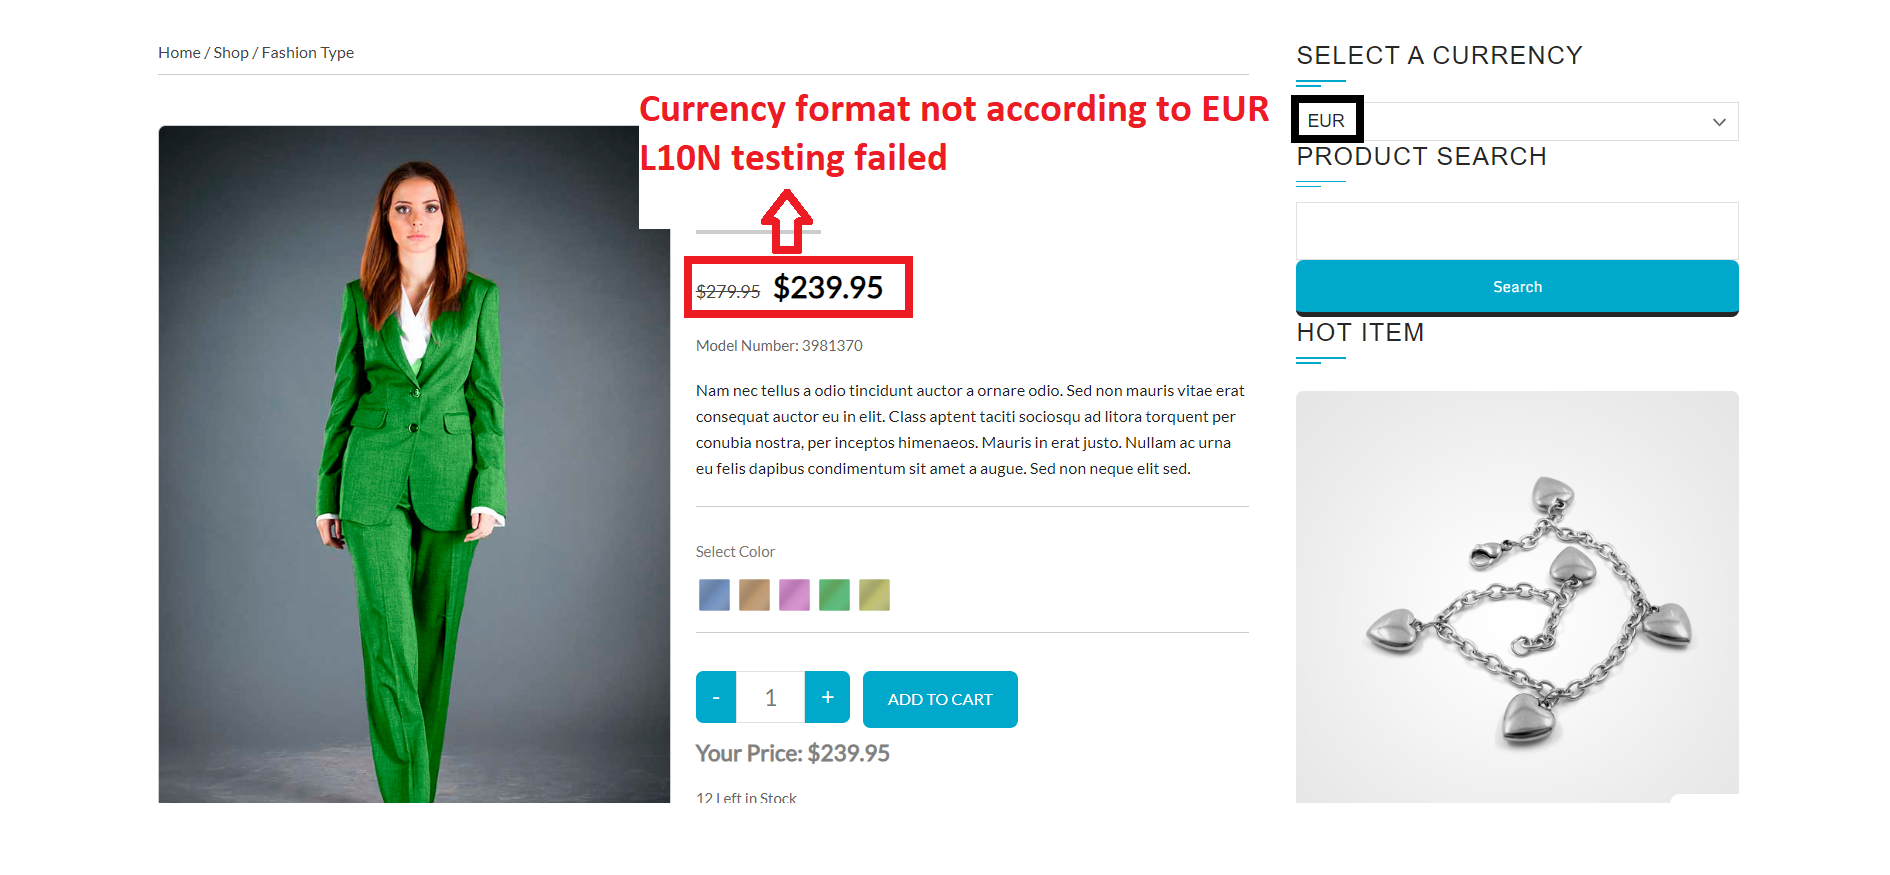 Home / Shop / Fashion Type
Currency format not according to EUR
L10N testing failed
$279.95 $239.95
Model Number: 3981370
Nam nec tellus a odio tincidunt auctor a ornare odio. Sed non mauris vitae erat
consequat auctor eu in elit. Class aptent taciti sociosqu ad litora torquent per
conubia nostra, per inceptos himenaeos. Mauris in erat justo. Nullam ac urna
eu felis dapibus condimentum sit amet a augue. Sed non neque elit sed.
Select Color
- 1 +
ADD TO CART
Your Price: $239.95
12 Left in Stock
SELECT A CURRENCY
EUR
PRODUCT SEARCH
Search
HOT ITEM